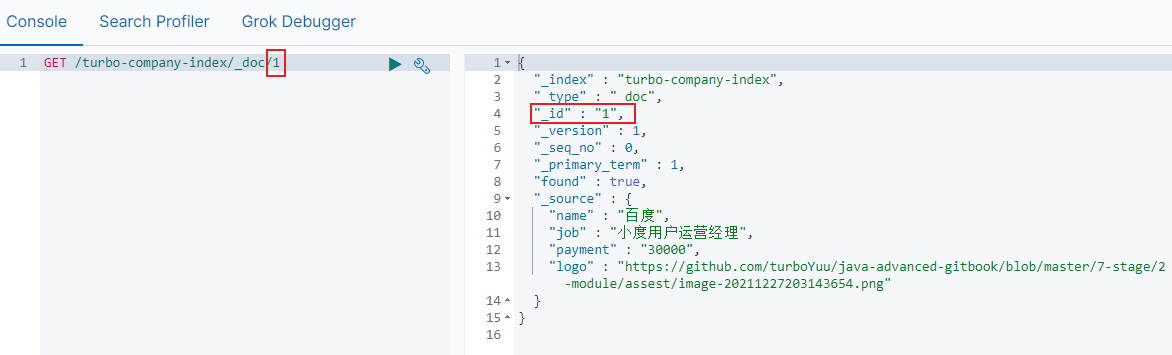 Console Search Profiler Grok Debugger
1 GET /turbo-company-index/_doc/1
1 {
2 "_index" : "turbo-company-index",
3 "_type" : "_doc",
4 "_id" : "1",
5 "_version" : 1,
6 "_seq_no" : 0,
7 "_primary_term" : 1,
8 "found" : true,
9 "_source" : {
10 "name" : "百度",
11 "job" : "小度用户运营经理",
12 "payment" : "30000",
13 "logo" : "https://github.com/turboYuu/java-advanced-gitbook/blob/master/7-stage/2
-module/assest/image-20211227203143654.png"
14 }
15 }
16